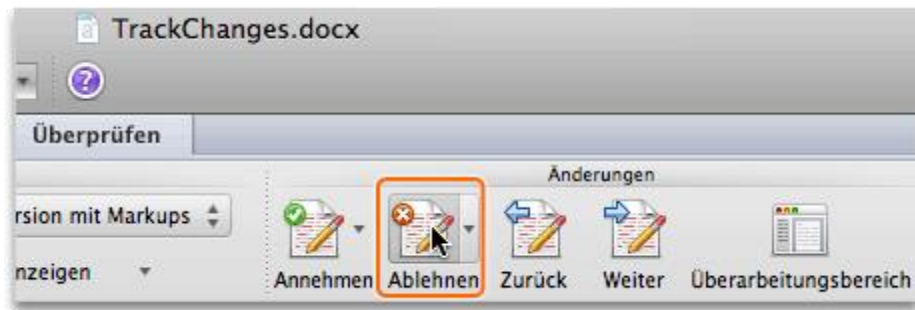 TrackChanges.docx
?
Überprüfen
Änderungen
rsion mit Markups
nzeigen
Annehmen Ablehnen Zurück Weiter Überarbeitungsbereich